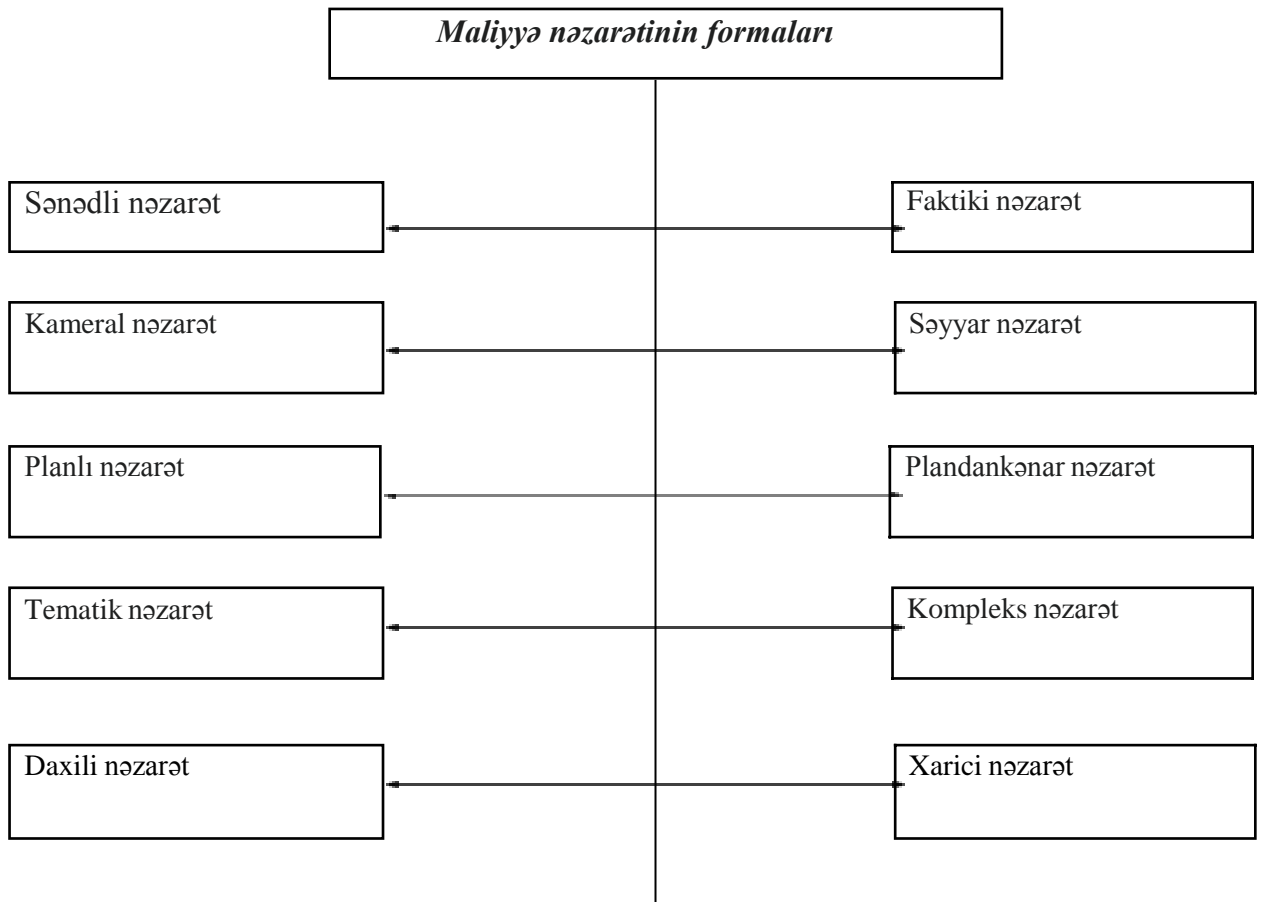 Maliyyə nəzarətinin formaları
Sənədli nəzarət
Faktiki nəzarət
Kameral nəzarət
Səyyar nəzarət
Planlı nəzarət
Plandankənar nəzarət
Tematik nəzarət
Kompleks nəzarət
Daxili nəzarət
Xarici nəzarət